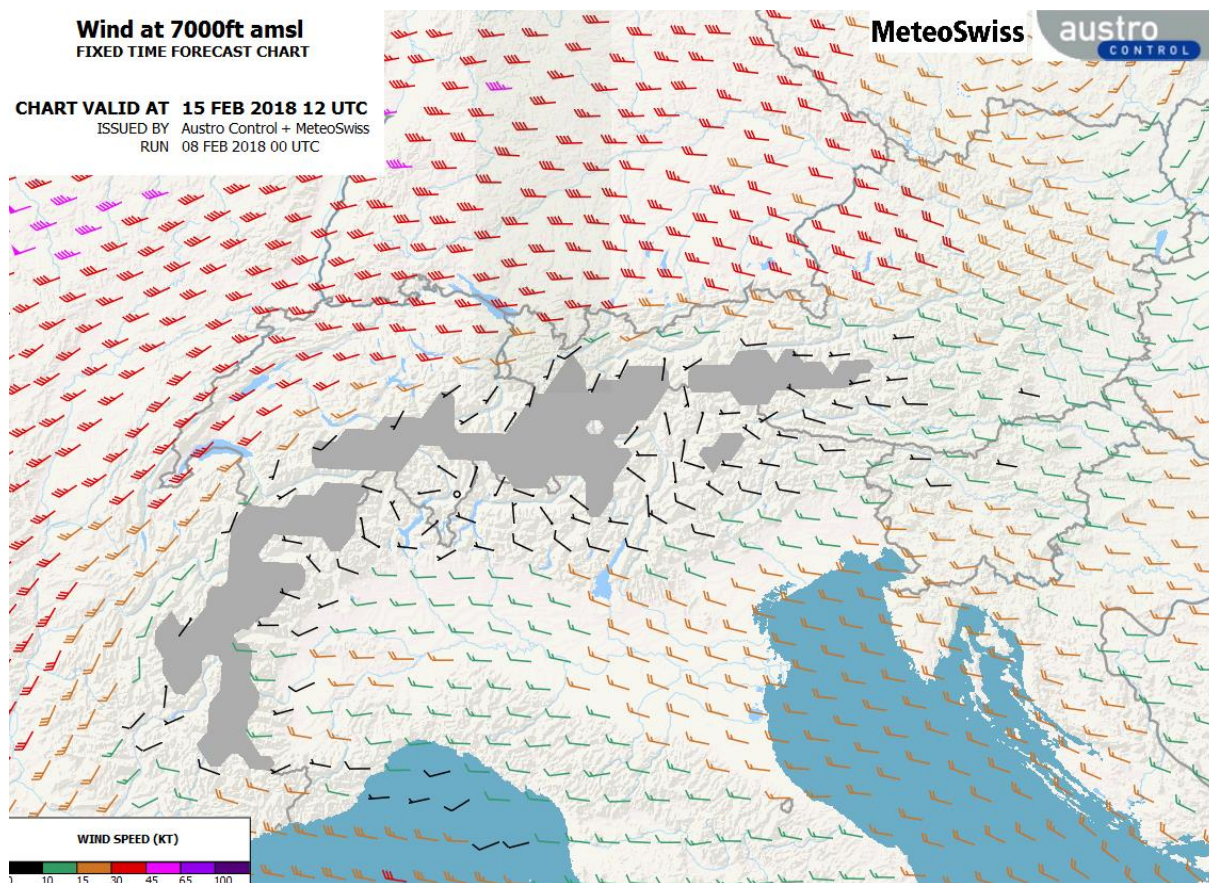 Wind at 7000ft amsl
FIXED TIME FORECAST CHART
CHART VALID AT 15 FEB 2018 12 UTC
ISSUED BY Austro Control + MeteoSwiss
RUN 08 FEB 2018 00 UTC
MeteoSwiss
austro
CONTROL
WIND SPEED (KT)
0 10 15 30 45 65 100